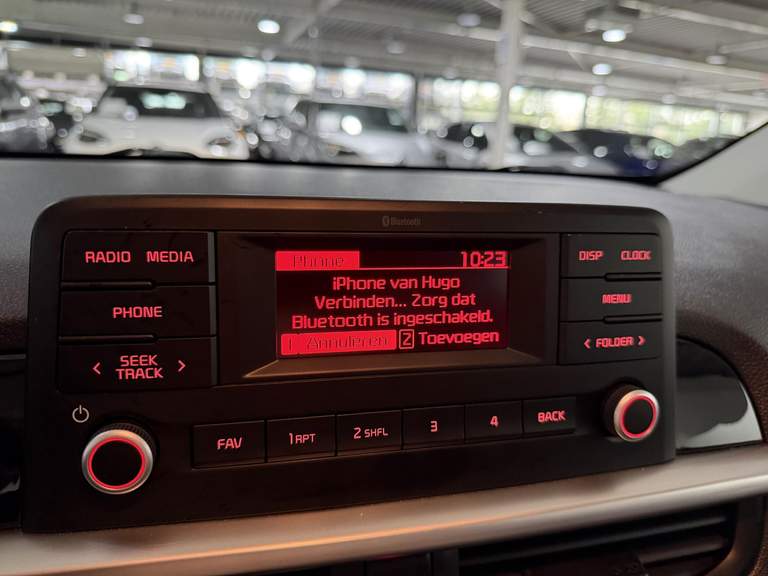 Bluetooth
RADIO MEDIA
PHONE
< SEEK TRACK >
FAV
1 RPT
2 SHFL
3
4
BACK
DISP CLOCK
MENU
< FOLDER >
Phone 10:23
iPhone van Hugo
Verbinden... Zorg dat
Bluetooth is ingeschakeld.
1 Annuleren 2 Toevoegen